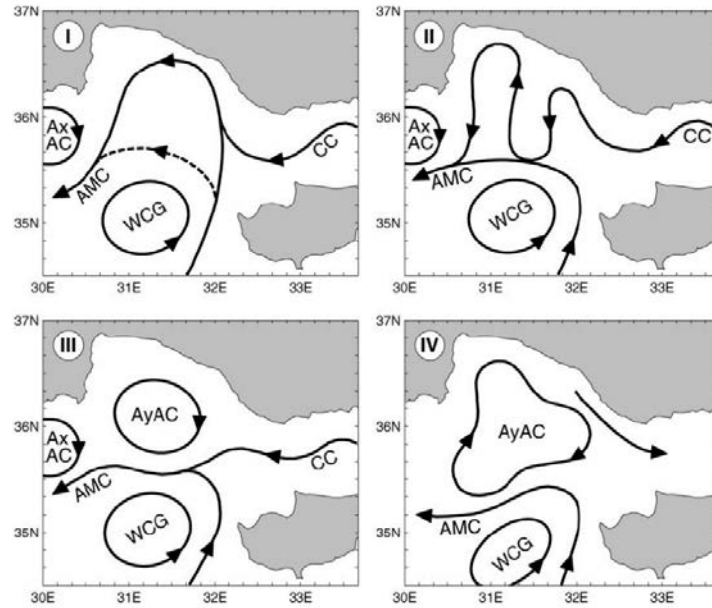 37N
I
36N
Ax
AC
CC
AMC
35N
WCG
30E
31E
32E
33E
37N
II
36N
Ax
AC
CC
AMC
35N
WCG
30E
31E
32E
33E
37N
III
AyAC
36N
Ax
AC
CC
AMC
35N
WCG
30E
31E
32E
33E
37N
IV
36N
AyAC
AMC
35N
WCG
30E
31E
32E
33E